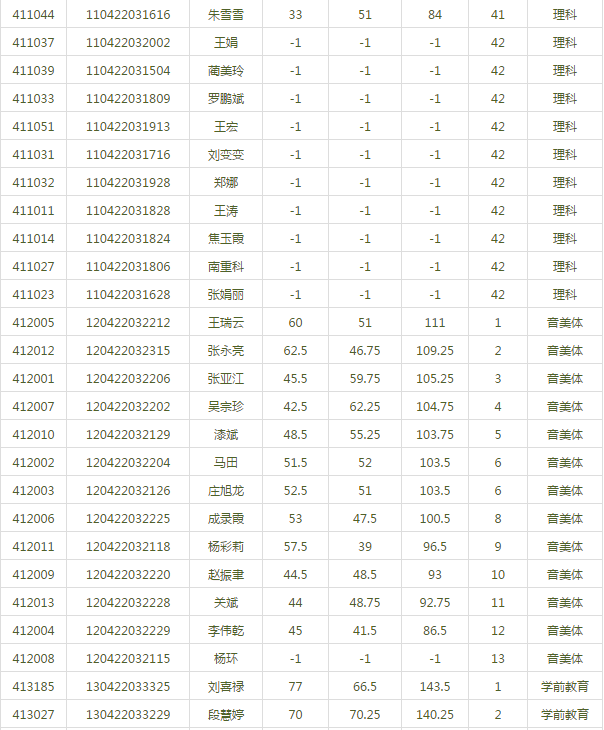 411044 110422031616 朱雪雪 33 51 84 41 理科
411037 110422032002 王娟 -1 -1 -1 42 理科
411039 110422031504 蔺美玲 -1 -1 -1 42 理科
411033 110422031809 罗鹏斌 -1 -1 -1 42 理科
411051 110422031913 王宏 -1 -1 -1 42 理科
411031 110422031716 刘变变 -1 -1 -1 42 理科
411032 110422031928 郑娜 -1 -1 -1 42 理科
411011 110422031828 王涛 -1 -1 -1 42 理科
411014 110422031824 焦玉霞 -1 -1 -1 42 理科
411027 110422031806 南重科 -1 -1 -1 42 理科
411023 110422031628 张娟丽 -1 -1 -1 42 理科
412005 120422032212 王瑞云 60 51 111 1 音美体
412012 120422032315 张永亮 62.5 46.75 109.25 2 音美体
412001 120422032206 张亚江 45.5 59.75 105.25 3 音美体
412007 120422032202 吴宗珍 42.5 62.25 104.75 4 音美体
412010 120422032129 漆斌 48.5 55.25 103.75 5 音美体
412002 120422032204 马田 51.5 52 103.5 6 音美体
412003 120422032126 庄旭龙 52.5 51 103.5 6 音美体
412006 120422032225 成录霞 53 47.5 100.5 8 音美体
412011 120422032118 杨彩莉 57.5 39 96.5 9 音美体
412009 120422032220 赵振聿 44.5 48.5 93 10 音美体
412013 120422032228 关斌 44 48.75 92.75 11 音美体
412004 120422032229 李伟乾 45 41.5 86.5 12 音美体
412008 120422032115 杨环 -1 -1 -1 13 音美体
413185 130422033325 刘喜禄 77 66.5 143.5 1 学前教育
413027 130422033229 段慧婷 70 70.25 140.25 2 学前教育